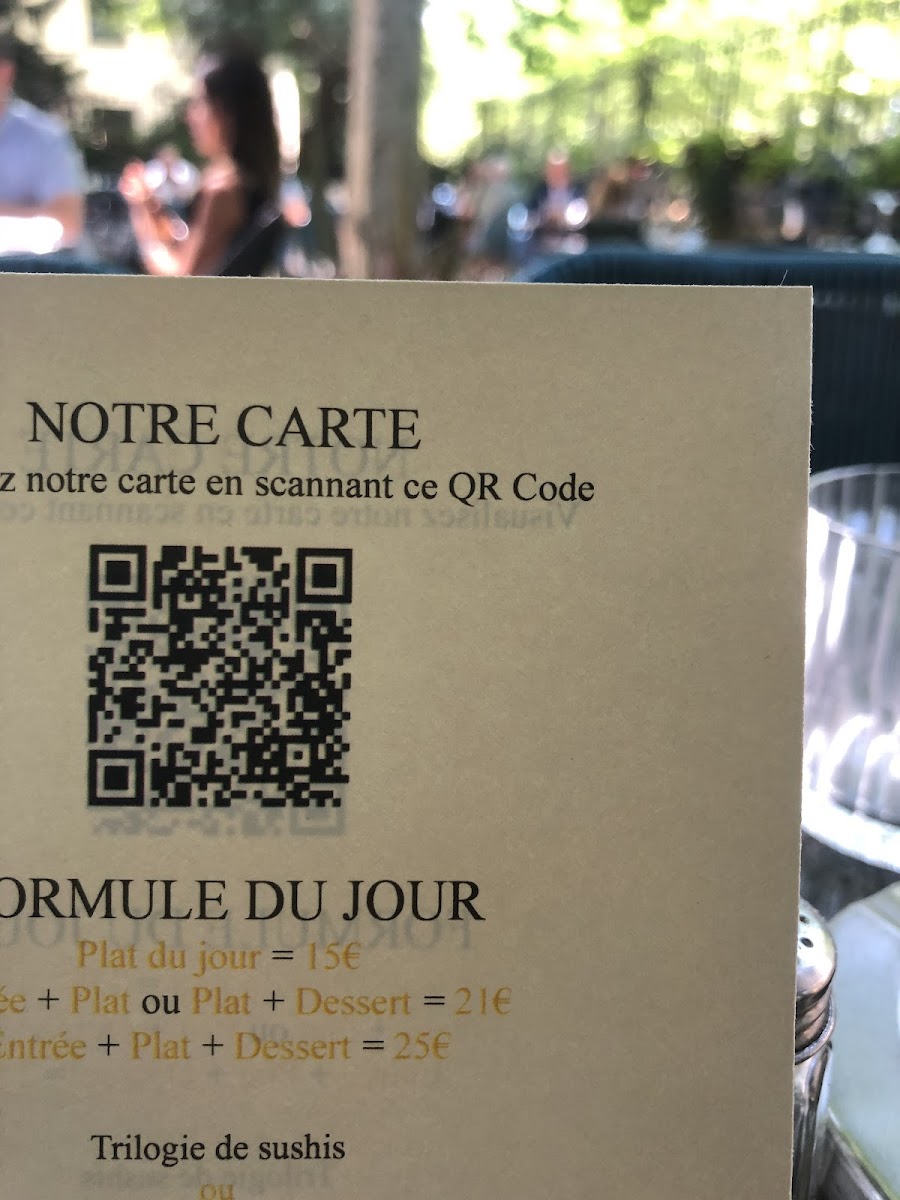 NOTRE CARTE
z notre carte en scannant ce QR Code
ORMULE DU JOUR
Plat du jour = 15€
ée + Plat ou Plat + Dessert = 21€
Entrée + Plat + Dessert = 25€
Trilogie de sushis
ou